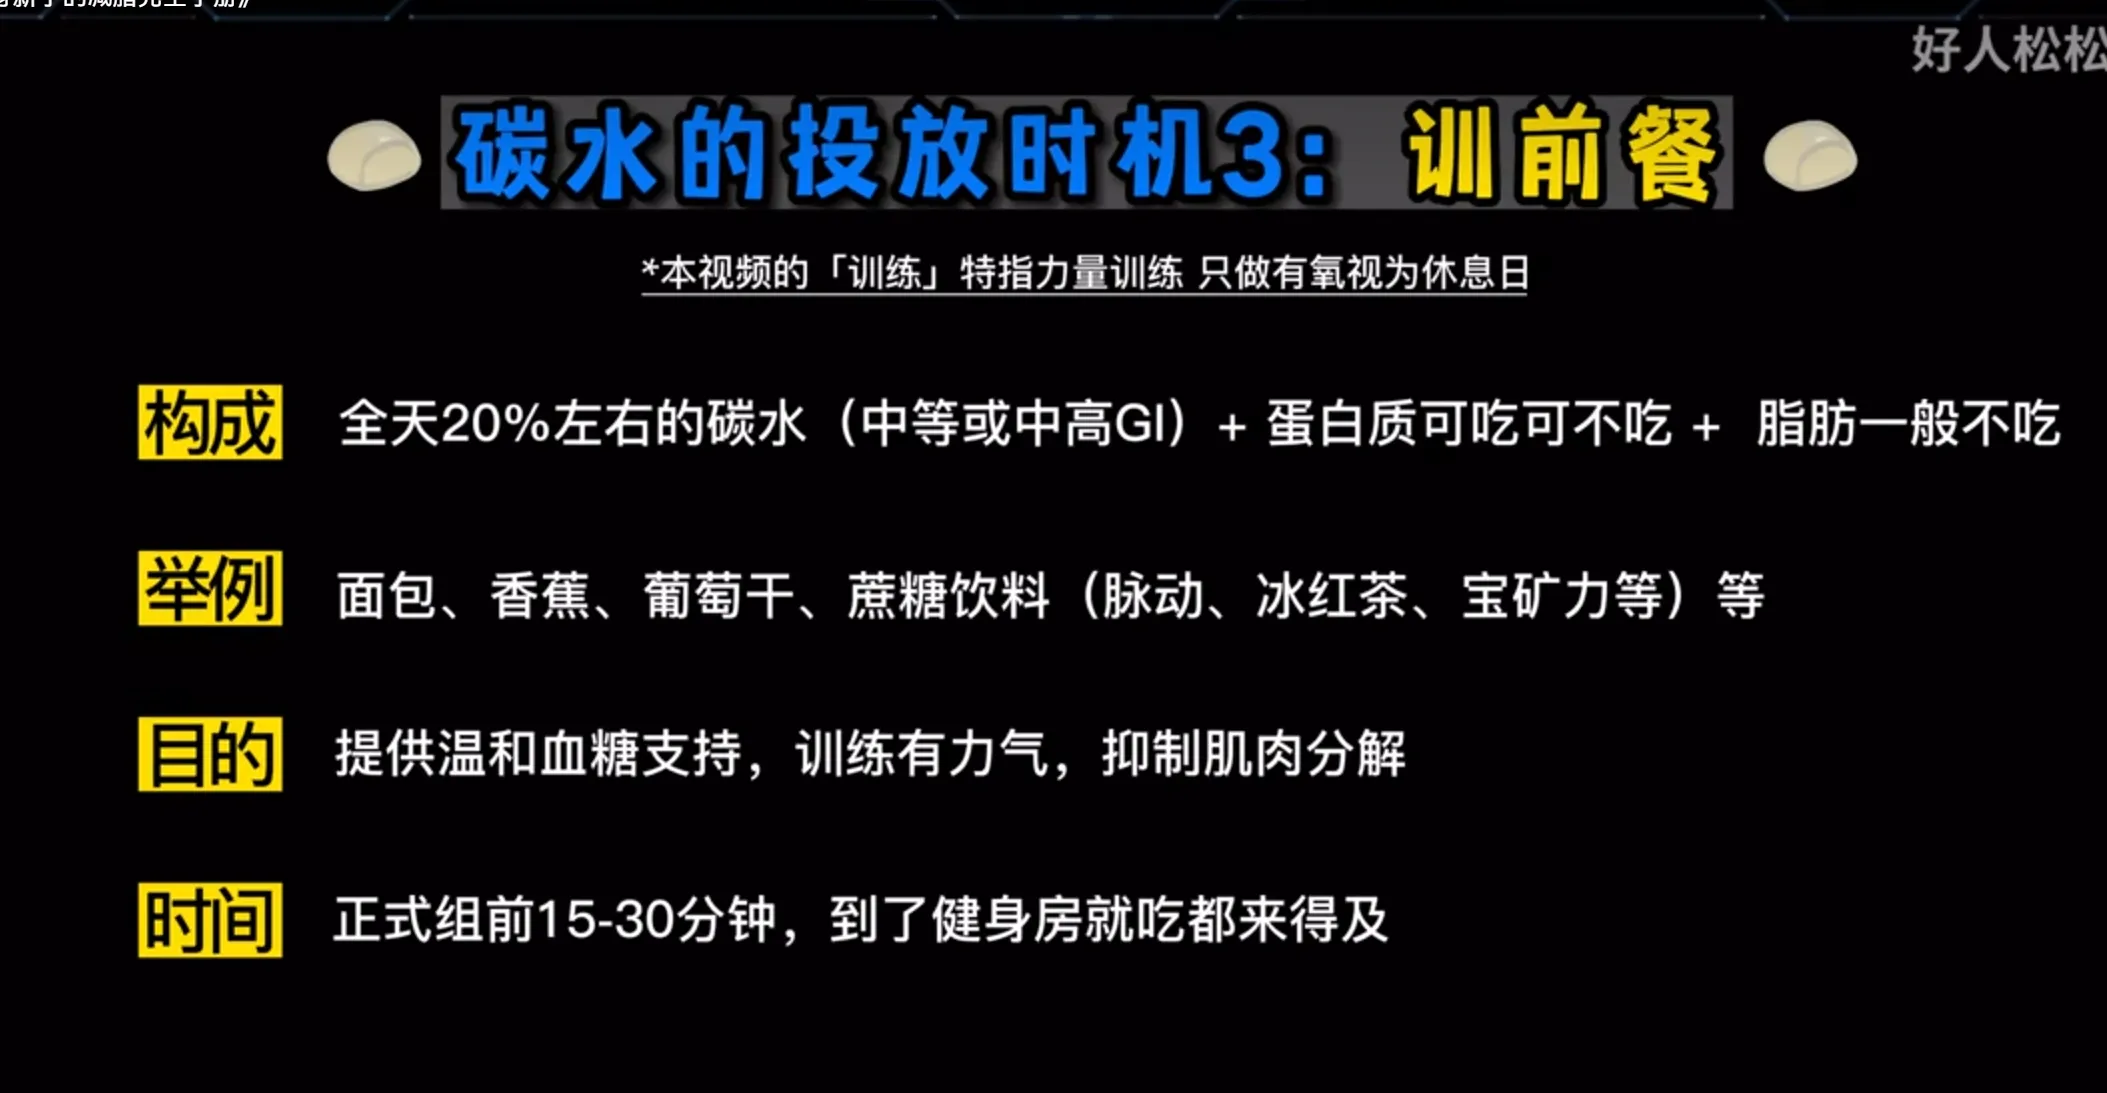 好人松松
碳水的投放时机3：训前餐
*本视频的「训练」特指力量训练 只做有氧视为休息日
构成 全天20%左右的碳水（中等或中高GI）+ 蛋白质可吃可不吃 + 脂肪一般不吃
举例 面包、香蕉、葡萄干、蔗糖饮料（脉动、冰红茶、宝矿力等）等
目的 提供温和血糖支持，训练有力气，抑制肌肉分解
时间 正式组前15-30分钟，到了健身房就吃都来得及